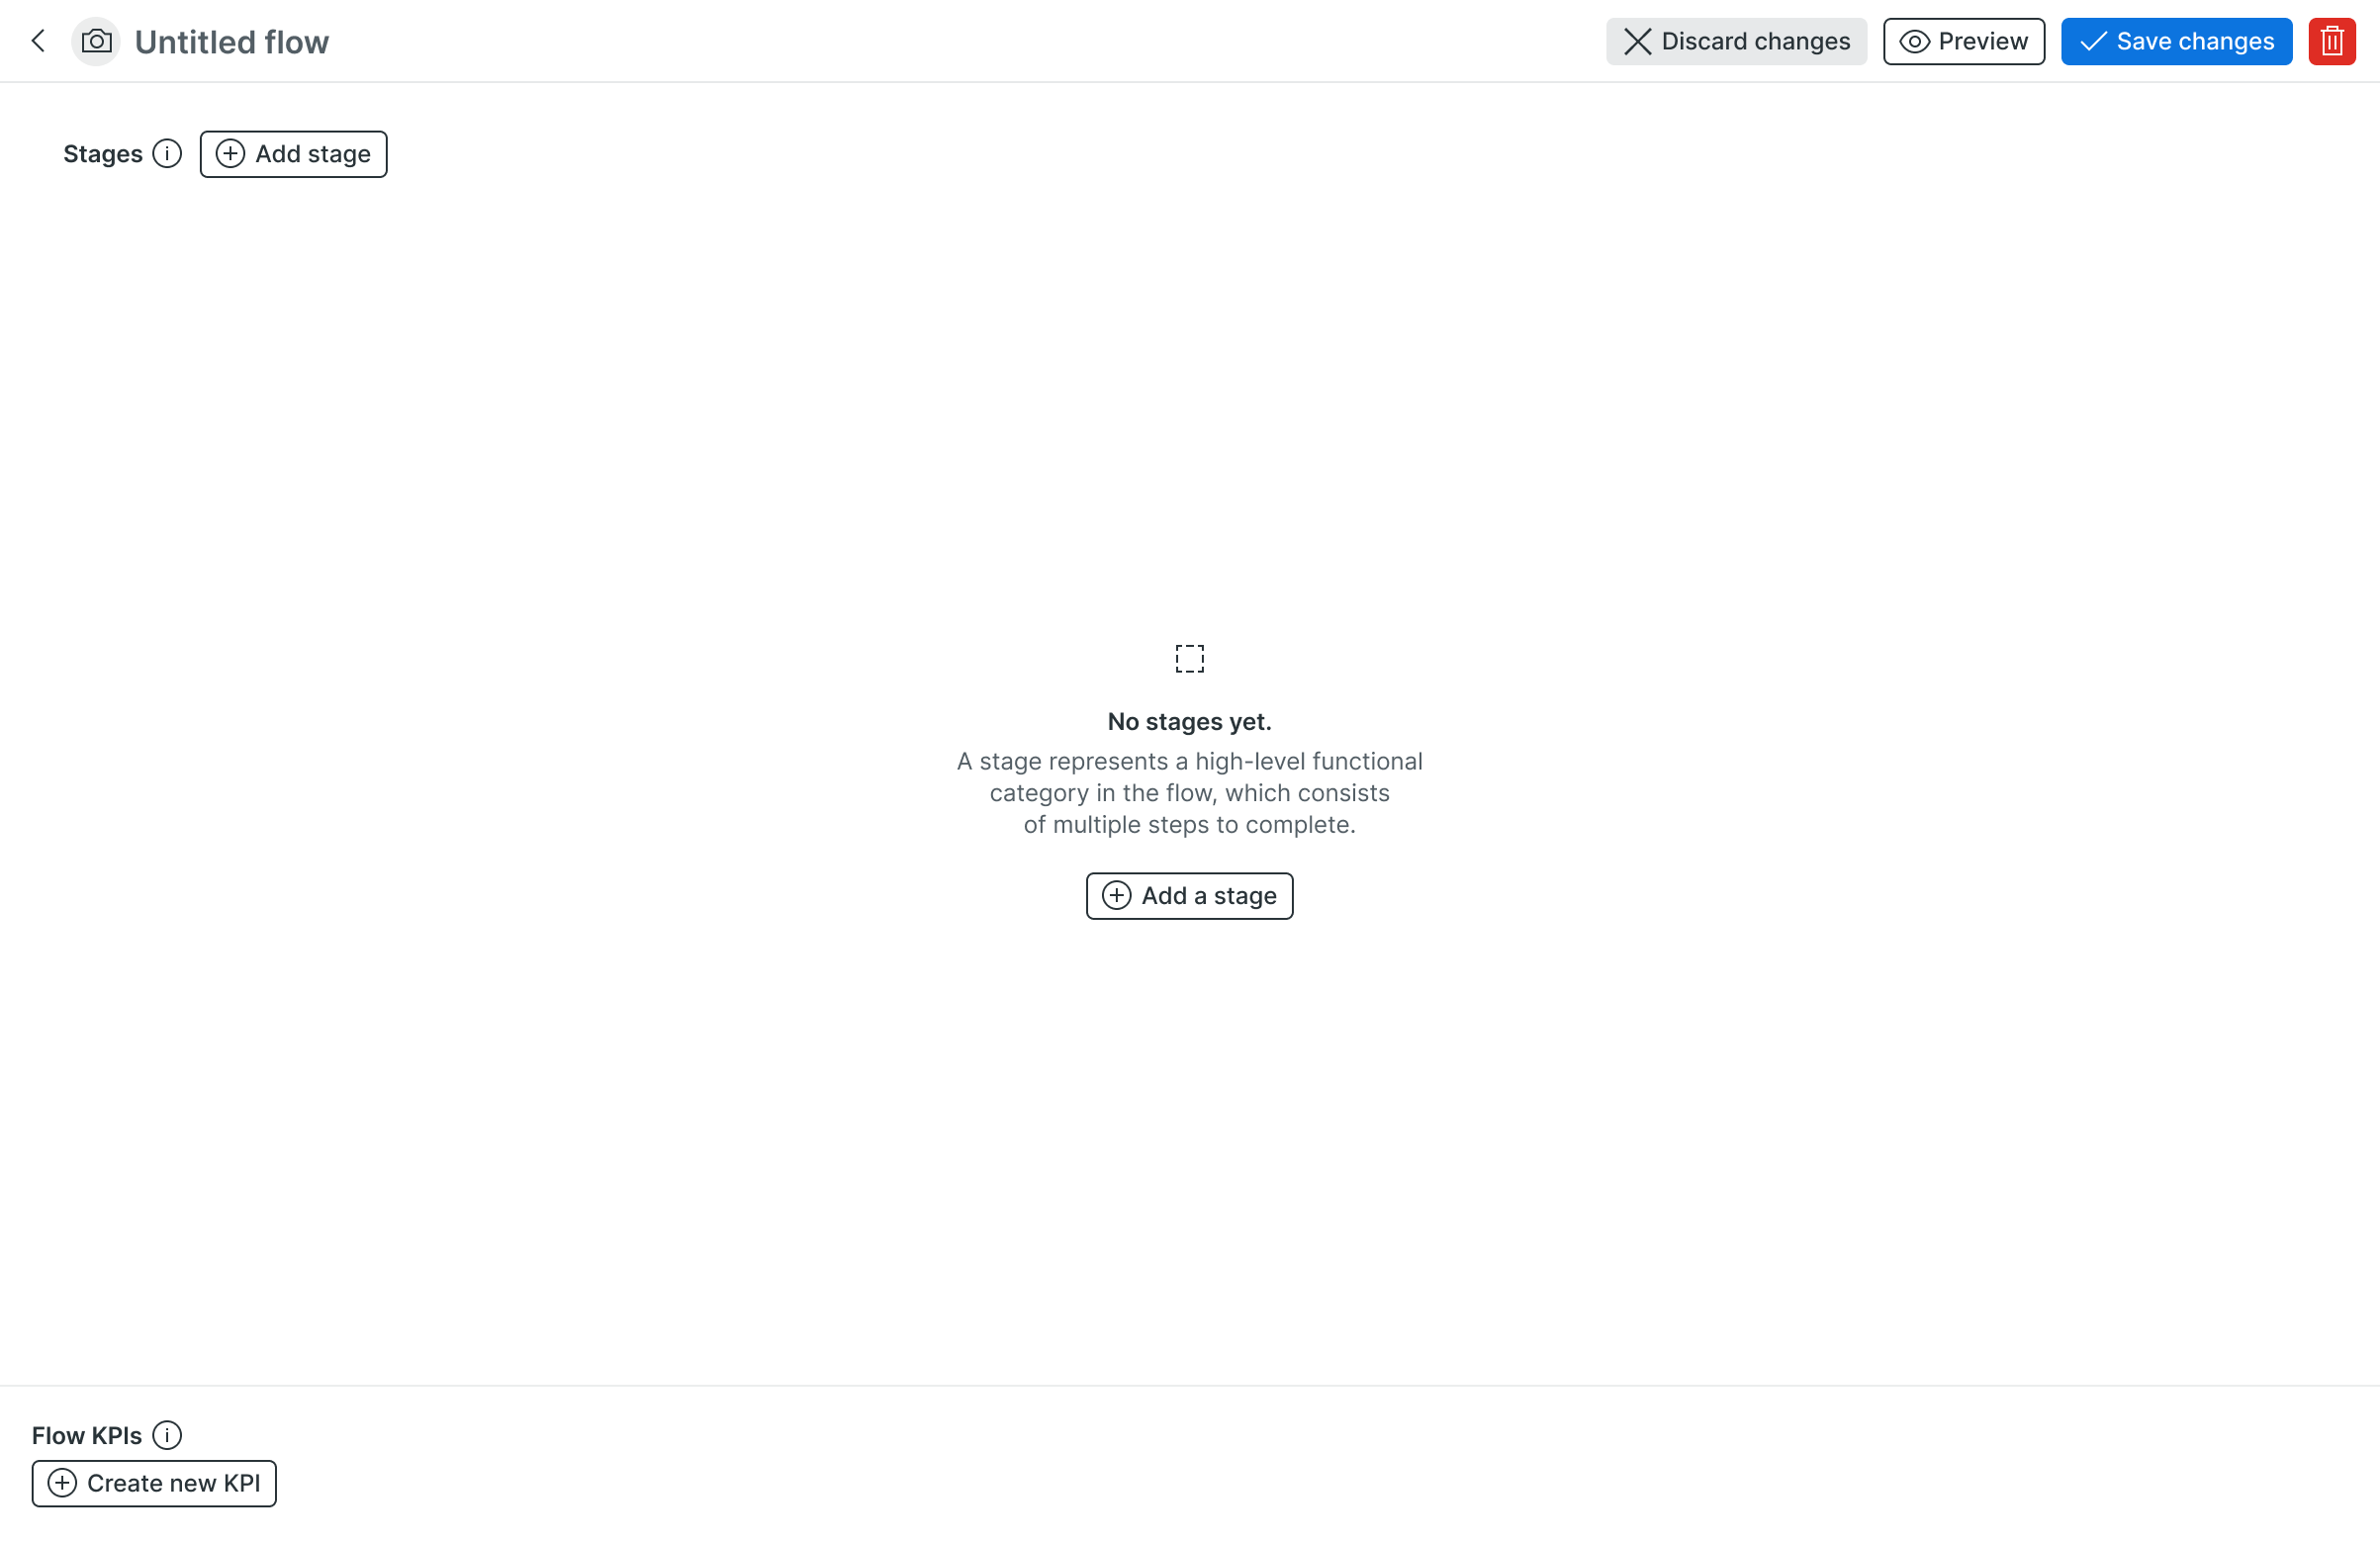 Untitled flow
Discard changes
Preview
Save changes
Stages
Add stage
No stages yet.
A stage represents a high-level functional
category in the flow, which consists
of multiple steps to complete.
Add a stage
Flow KPIs
Create new KPI